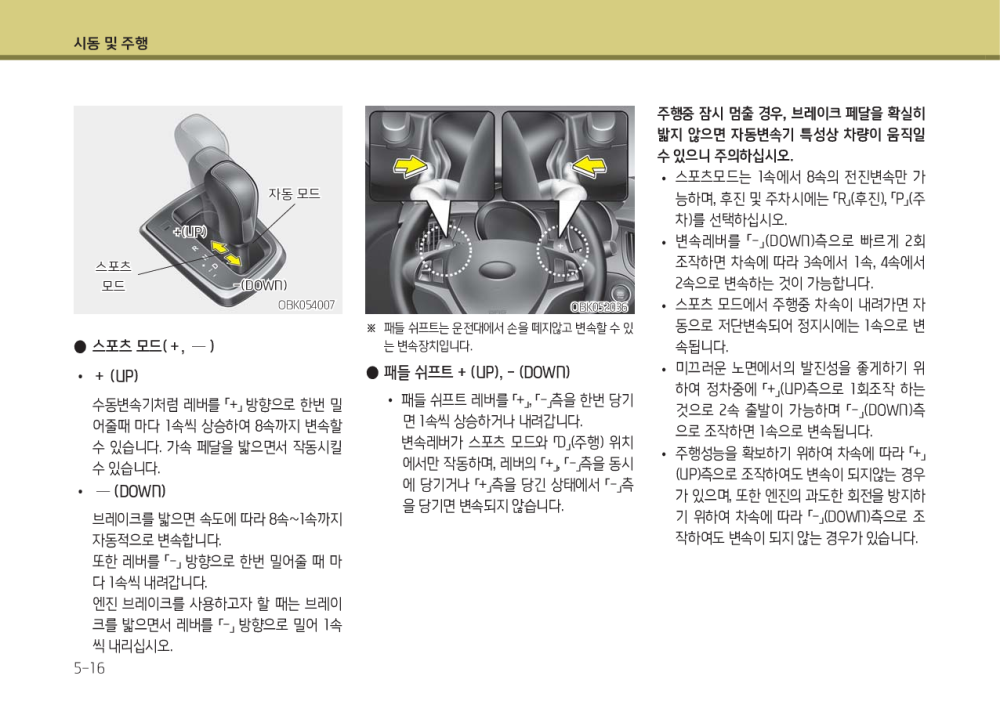 시동 및 주행
자동 모드
+(UP)
스포츠
모드
-(DOWN)
OBK054007
● 스포츠 모드( + , ― )
• + (UP)
수동변속기처럼 레버를 「+」 방향으로 한번 밀
어줄때 마다 1속씩 상승하여 8속까지 변속할
수 있습니다. 가속 페달을 밟으면서 작동시킬
수 있습니다.
• ― (DOWN)
브레이크를 밟으면 속도에 따라 8속~1속까지
자동적으로 변속합니다.
또한 레버를 「-」 방향으로 한번 밀어줄 때 마
다 1속씩 내려갑니다.
엔진 브레이크를 사용하고자 할 때는 브레이
크를 밟으면서 레버를 「-」 방향으로 밀어 1속
씩 내리십시오.
5-16
OBK052036
※ 패들 쉬프트는 운전대에서 손을 떼지않고 변속할 수 있
는 변속장치입니다.
● 패들 쉬프트 + (UP), - (DOWN)
• 패들 쉬프트 레버를 「+」, 「-」측을 한번 당기
면 1속씩 상승하거나 내려갑니다.
변속레버가 스포츠 모드와 「D」(주행) 위치
에서만 작동하며, 레버의 「+」, 「-」측을 동시
에 당기거나 「+」측을 당긴 상태에서 「-」측
을 당기면 변속되지 않습니다.
주행중 잠시 멈출 경우, 브레이크 페달을 확실히
밟지 않으면 자동변속기 특성상 차량이 움직일
수 있으니 주의하십시오.
• 스포츠모드는 1속에서 8속의 전진변속만 가
능하며, 후진 및 주차시에는 「R」(후진), 「P」(주
차)를 선택하십시오.
• 변속레버를 「-」(DOWN)측으로 빠르게 2회
조작하면 차속에 따라 3속에서 1속, 4속에서
2속으로 변속하는 것이 가능합니다.
• 스포츠 모드에서 주행중 차속이 내려가면 자
동으로 저단변속되어 정지시에는 1속으로 변
속됩니다.
• 미끄러운 노면에서의 발진성을 좋게하기 위
하여 정차중에 「+」(UP)측으로 1회조작 하는
것으로 2속 출발이 가능하며 「-」(DOWN)측
으로 조작하면 1속으로 변속됩니다.
• 주행성능을 확보하기 위하여 차속에 따라 「+」
(UP)측으로 조작하여도 변속이 되지않는 경우
가 있으며, 또한 엔진의 과도한 회전을 방지하
기 위하여 차속에 따라 「-」(DOWN)측으로 조
작하여도 변속이 되지 않는 경우가 있습니다.